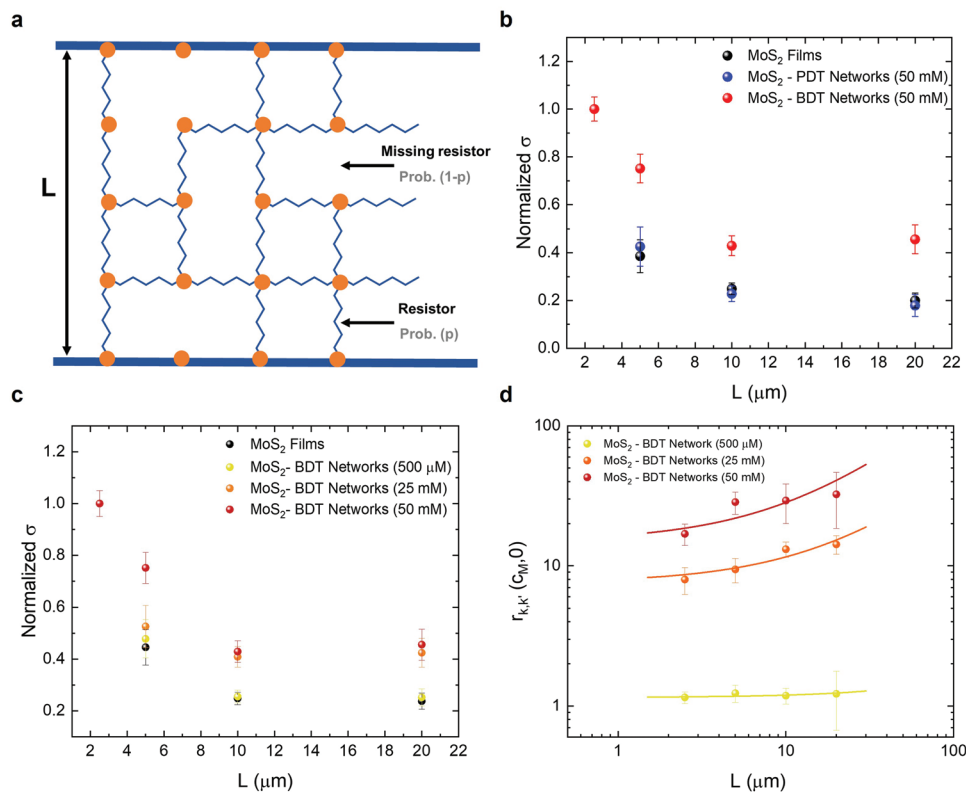 a
L
Missing resistor
Prob. (1-p)
Resistor
Prob. (p)
b
MoS₂ Films
MoS₂ - PDT Networks (50 mM)
MoS₂ - BDT Networks (50 mM)
Normalized σ
1.2
1.0
0.8
0.6
0.4
0.2
0.0
2 4 6 8 10 12 14 16 18 20 22
L (μm)
c
MoS₂ Films
MoS₂- BDT Networks (500 μM)
MoS₂- BDT Networks (25 mM)
MoS₂- BDT Networks (50 mM)
Normalized σ
1.2
1.0
0.8
0.6
0.4
0.2
2 4 6 8 10 12 14 16 18 20 22
L (μm)
d
MoS₂ - BDT Network (500 μM)
MoS₂ - BDT Networks (25 mM)
MoS₂ - BDT Networks (50 mM)
r k,k' (c M,0)
100
10
1
1 10 100
L (μm)